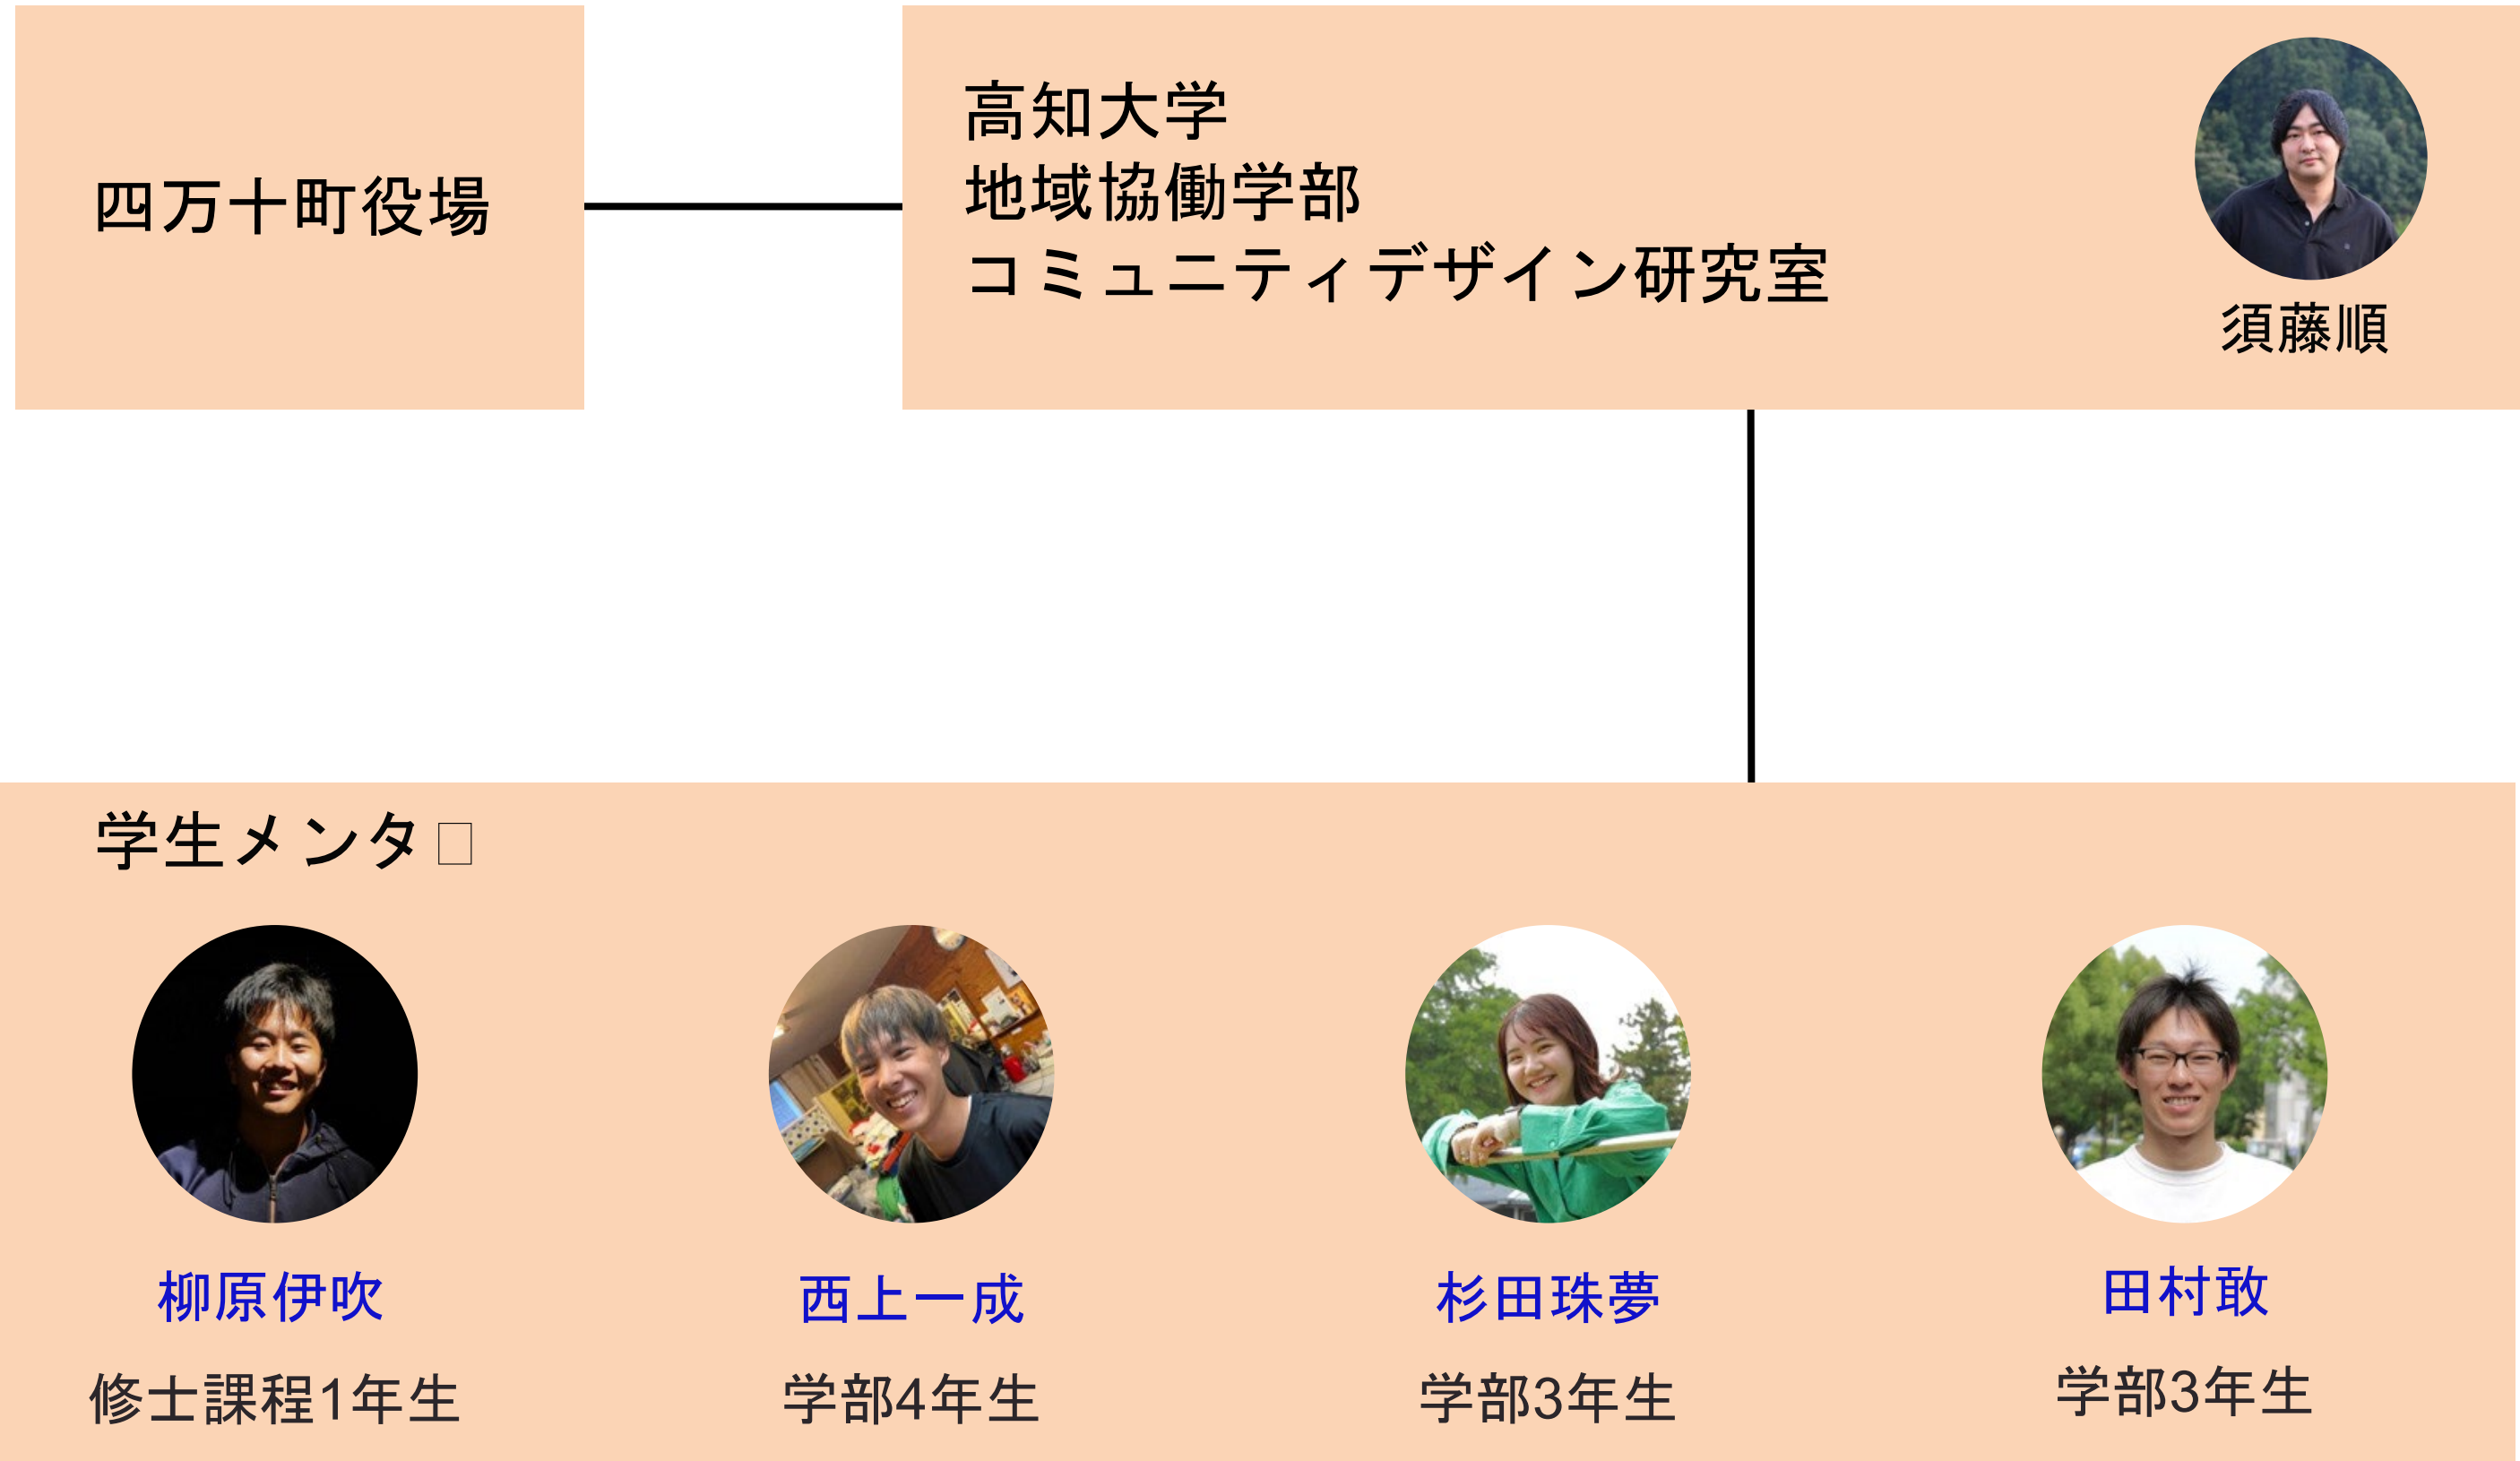 四万十町役場
高知大学
地域協働学部
コミュニティデザイン研究室
須藤順
学生メンタ□
柳原伊吹
西上一成
杉田珠夢
田村敢
修士課程1年生
学部4年生
学部3年生
学部3年生